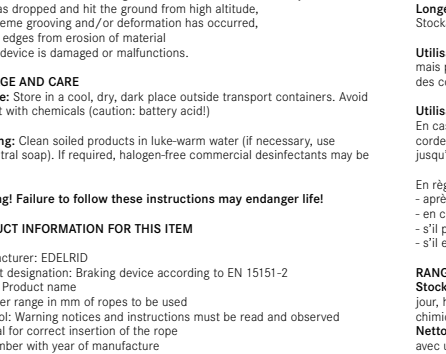 as dropped and hit the ground from high altitude,
eme grooving and/or deformation has occurred,
edges from erosion of material
device is damaged or malfunctions.
GE AND CARE
e: Store in a cool, dry, dark place outside transport containers. Avoid
t with chemicals (caution: battery acid!)
ng: Clean soiled products in luke-warm water (if necessary, use
tral soap). If required, halogen-free commercial desinfectants may be
g! Failure to follow these instructions may endanger life!
UCT INFORMATION FOR THIS ITEM
cturer: EDELRID
t designation: Braking device according to EN 15151-2
Product name
er range in mm of ropes to be used
ol: Warning notices and instructions must be read and observed
al for correct insertion of the rope
mber with year of manufacture
Longe
Stock
Utilis
mais p
des co
Utilis
En cas
corde
jusqu'
En règ
- aprè
- en c
- s'il p
- s'il e
RANG
Stock
jour, h
chimi
Netto
avec u